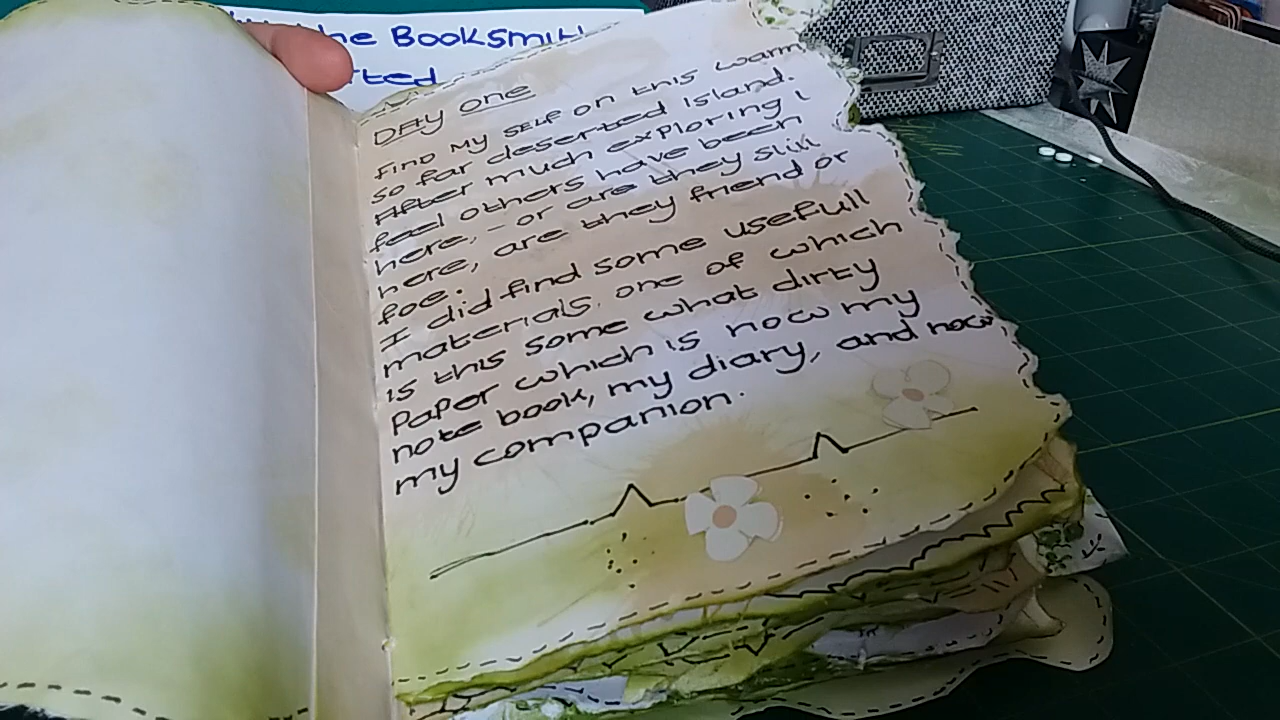 the Booksmith
rted
DAY one
Find My SELF on this warm
so far deserted Island.
After much exploring i
feel others have been
here, - or are they still
here, are they friend or
foe.
I did find some usefull
materials. one of which
is this some what dirty
Paper which is now my
note book, my diary, and now
my companion.